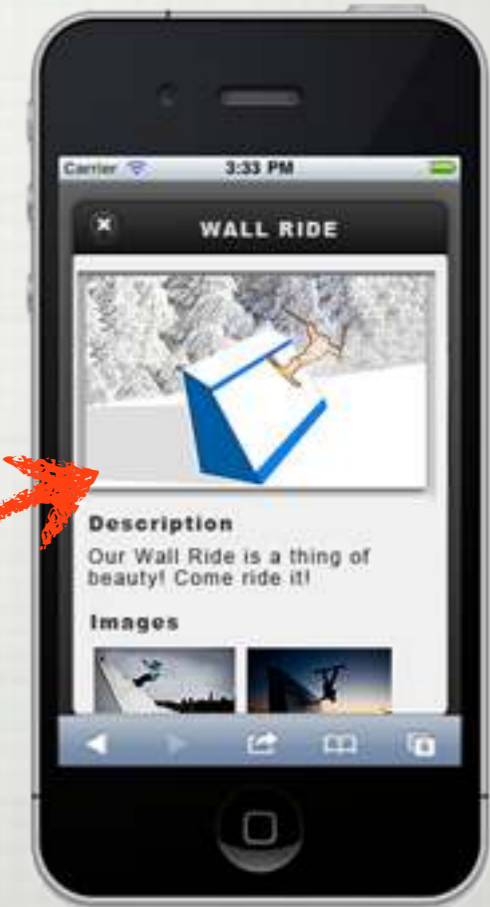 Carrier 3:33 PM
WALL RIDE
Description
Our Wall Ride is a thing of
beauty! Come ride it!
Images